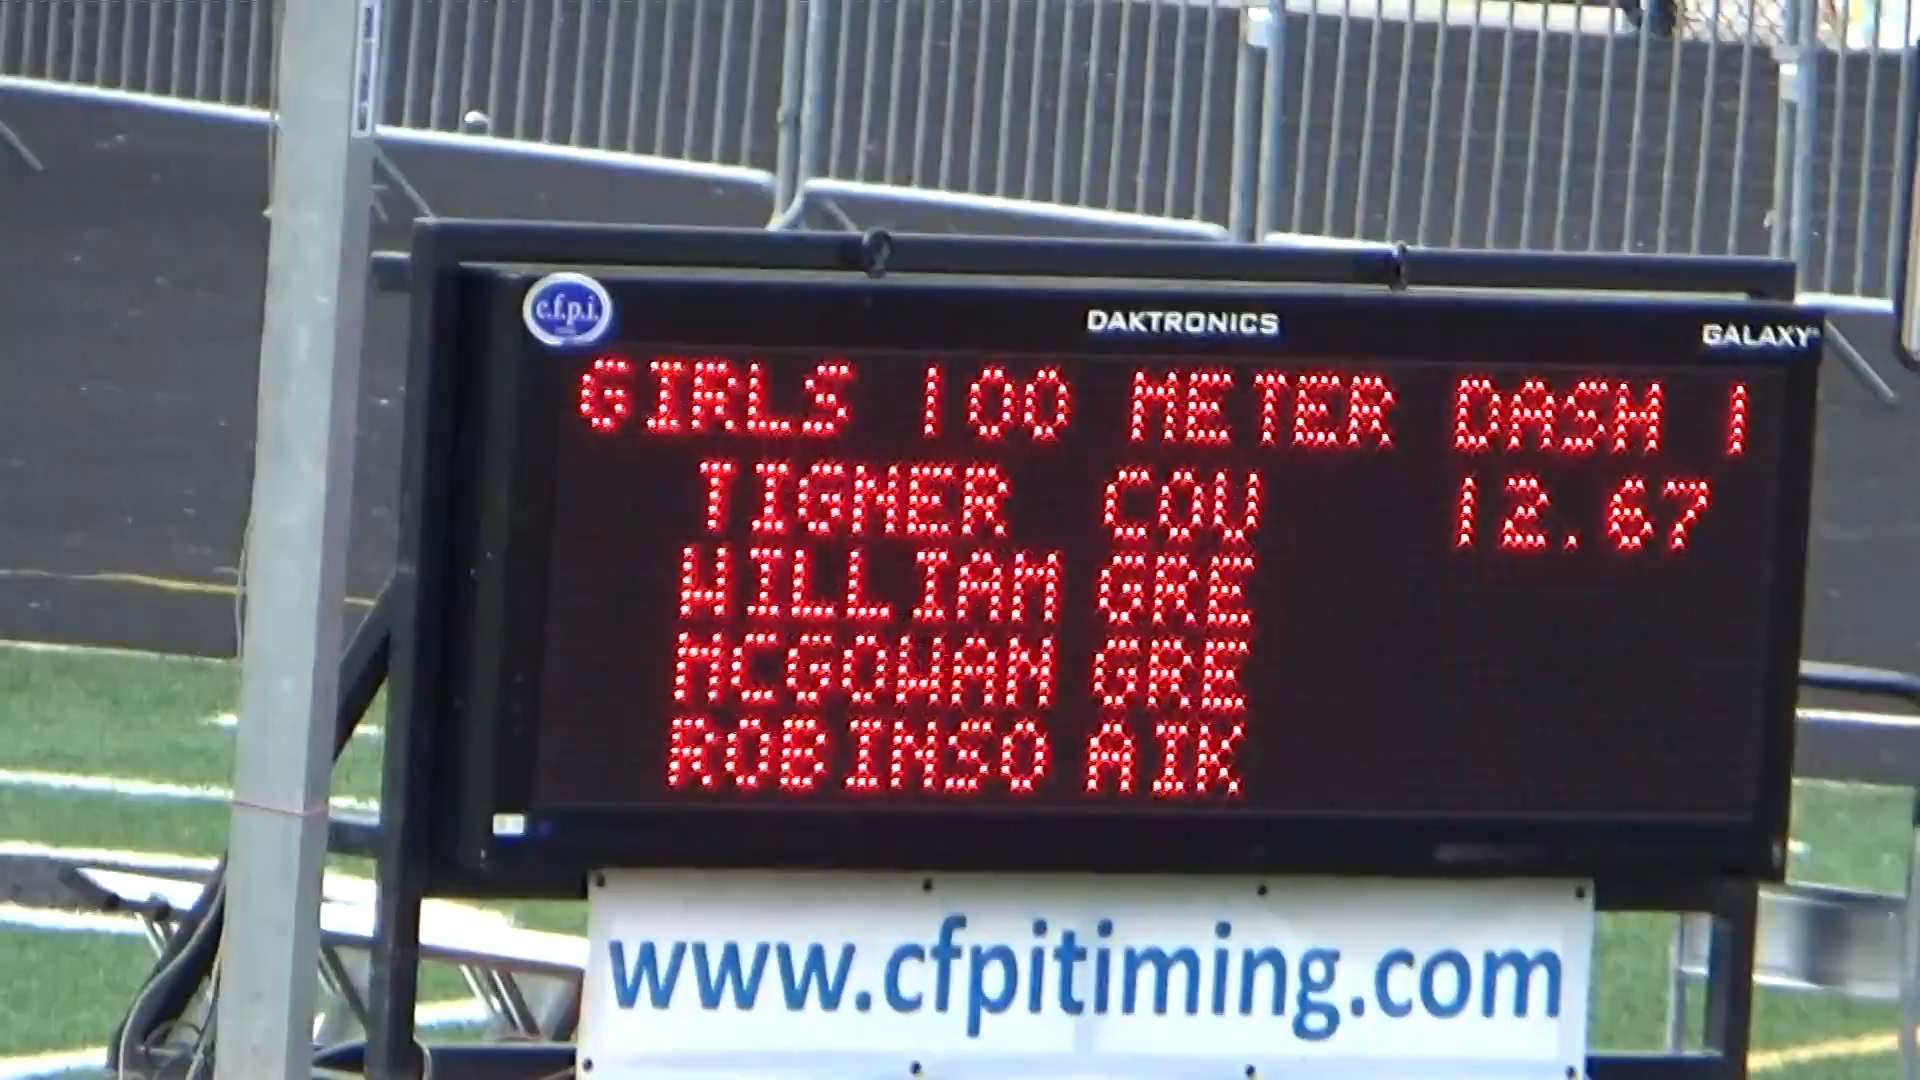 c.f.p.i.
DAKTRONICS
GALAXY
GIRLS 100 METER DASH 1
TIGNER COV 12.67
WILLIAM GRE
MCGOWAN GRE
ROBINSO AIK
www.cfpitiming.com